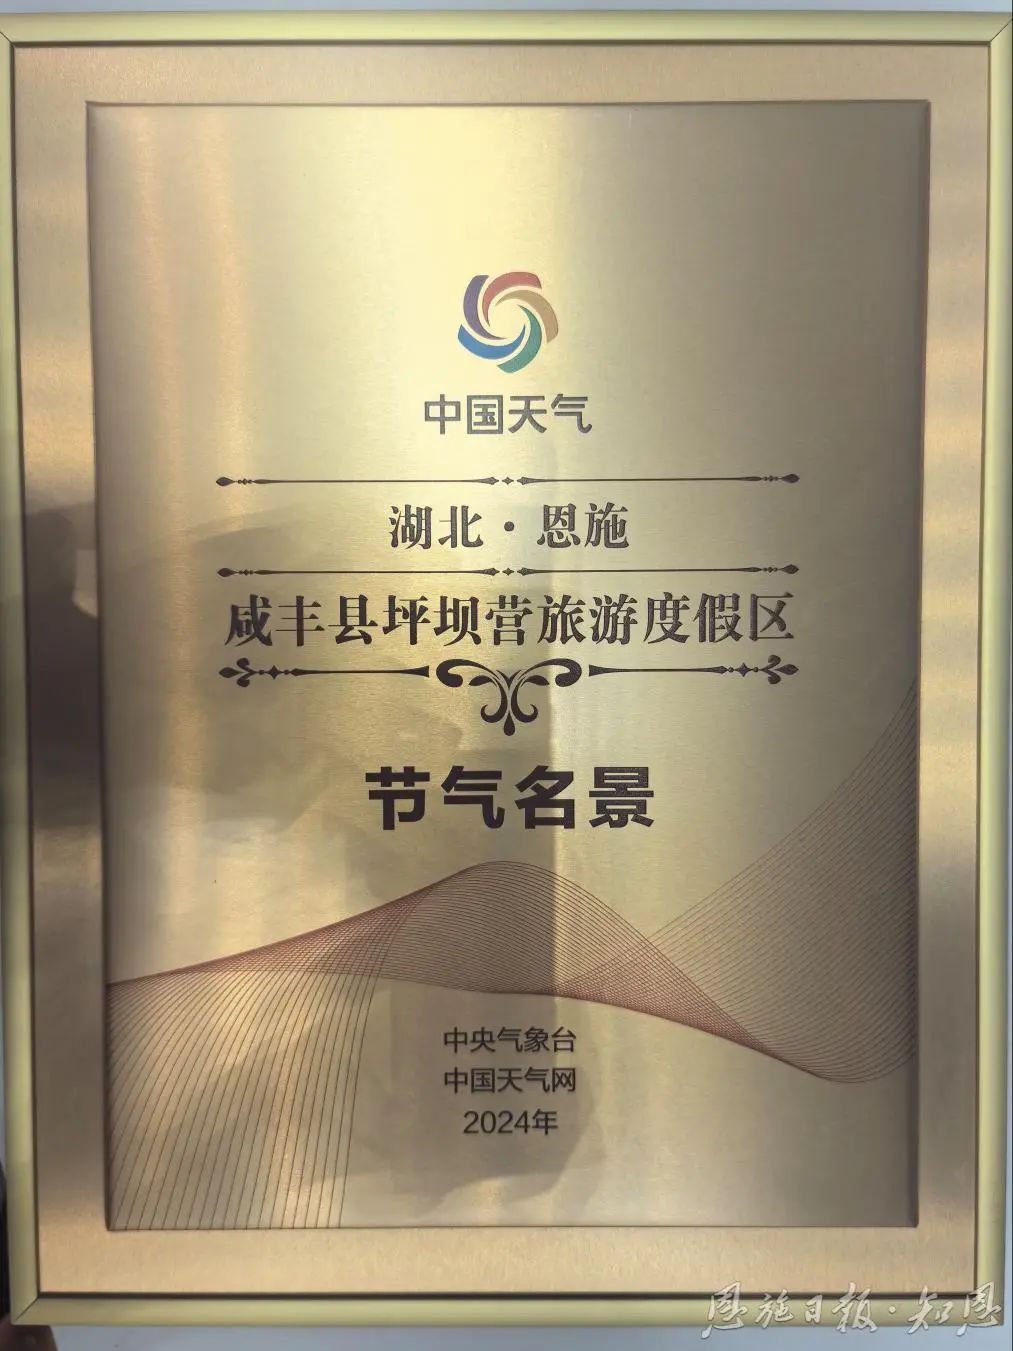 中国天气
湖北·恩施
咸丰县坪坝营旅游度假区
节气名景
中央气象台
中国天气网
2024年
恩施日报·知恩